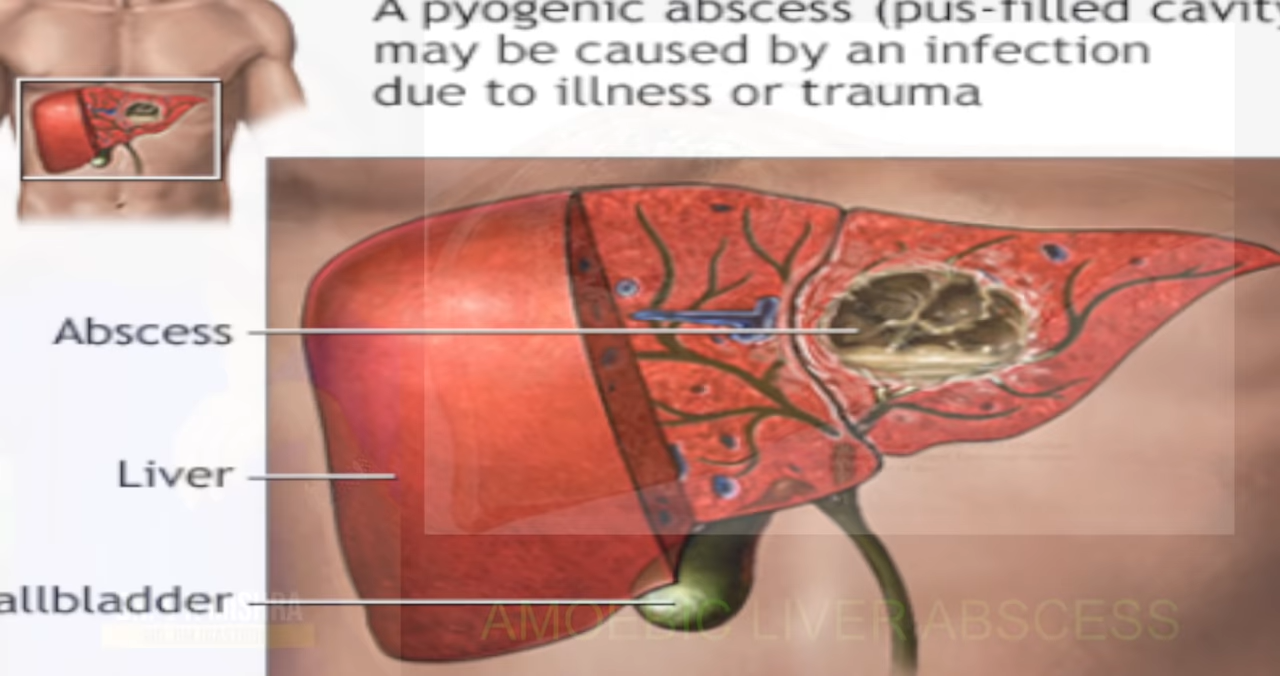 A pyogenic abscess (pus-filled cavity
may be caused by an infection
due to illness or trauma
Abscess
Liver
allbladder
AMOEBIC LIVER ABSCESS